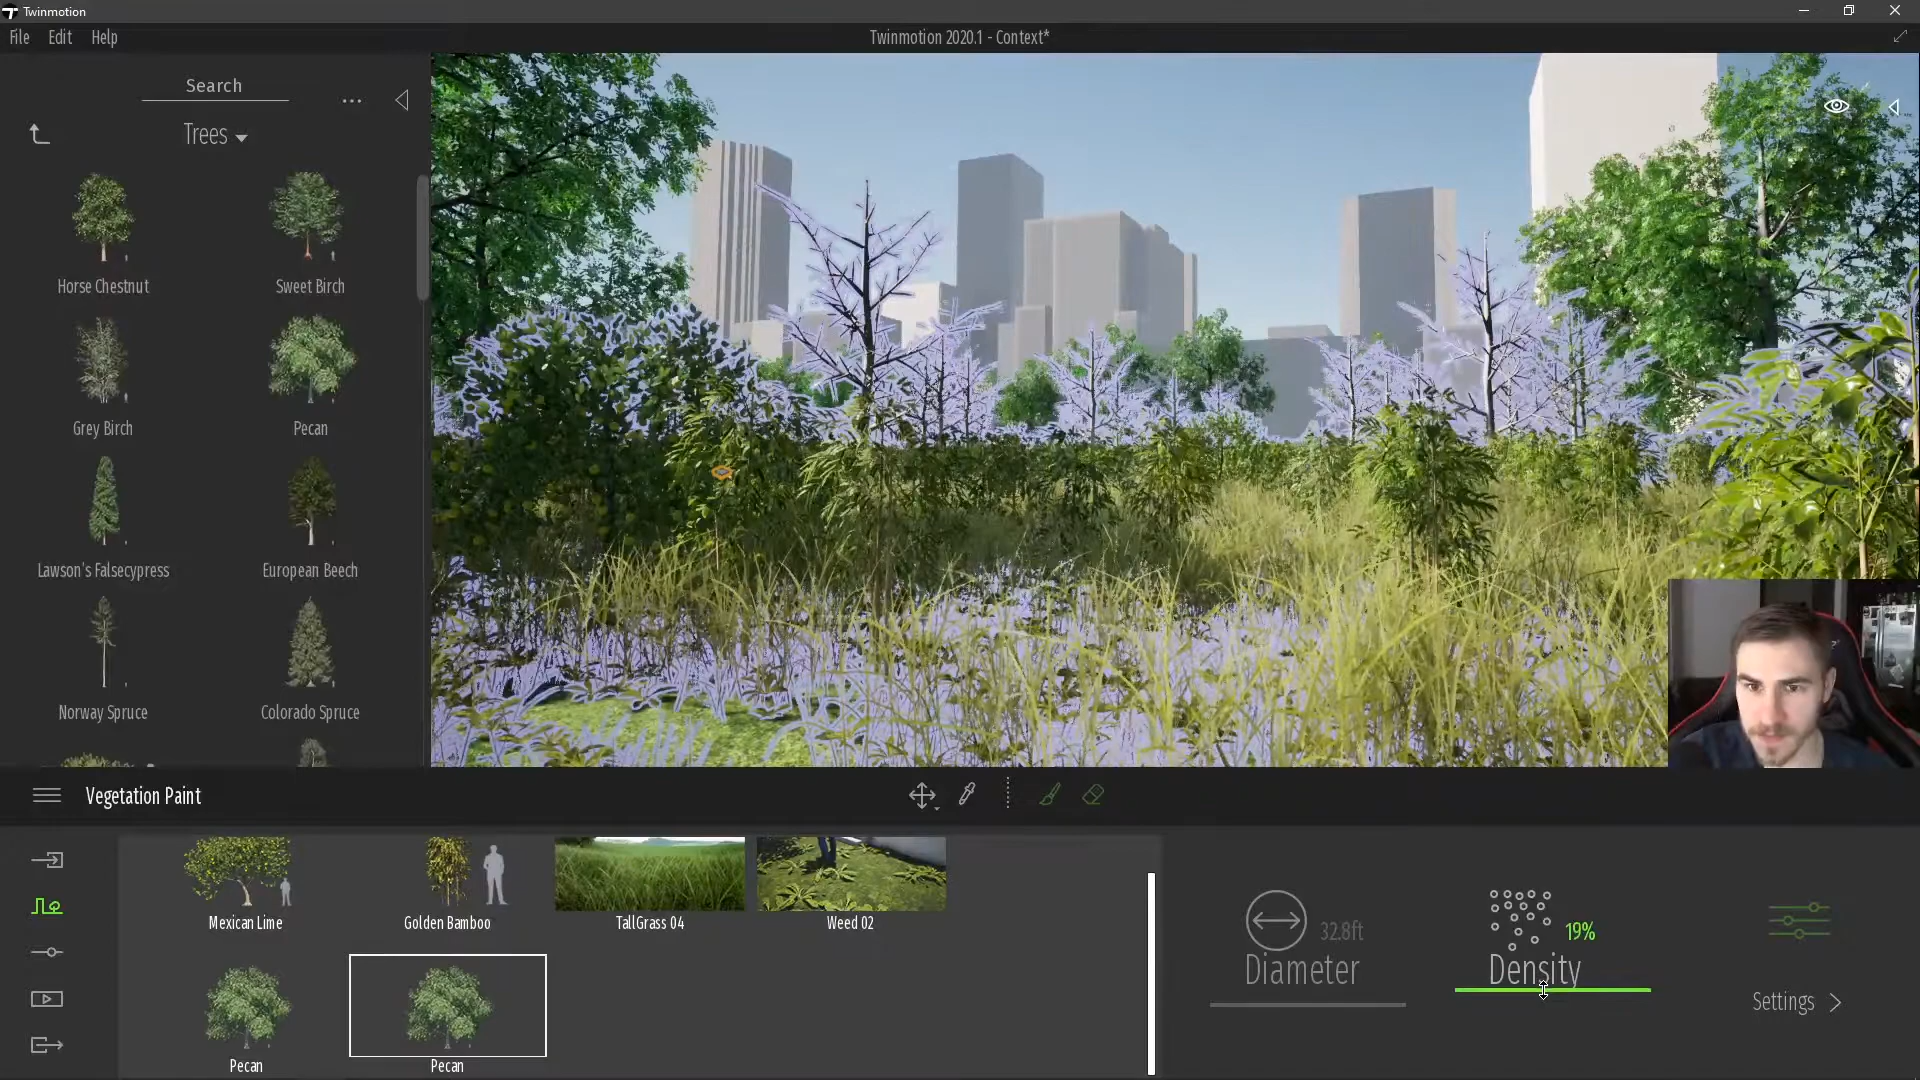 Twinmotion
File Edit Help
Twinmotion 2020.1 - Context*
Search
...
Trees
Horse Chestnut
Sweet Birch
Grey Birch
Pecan
Lawson's Falsecypress
European Beech
Norway Spruce
Colorado Spruce
Vegetation Paint
Mexican Lime
Golden Bamboo
TallGrass 04
Weed 02
Pecan
Pecan
32.8ft
Diameter
19%
Density
Settings